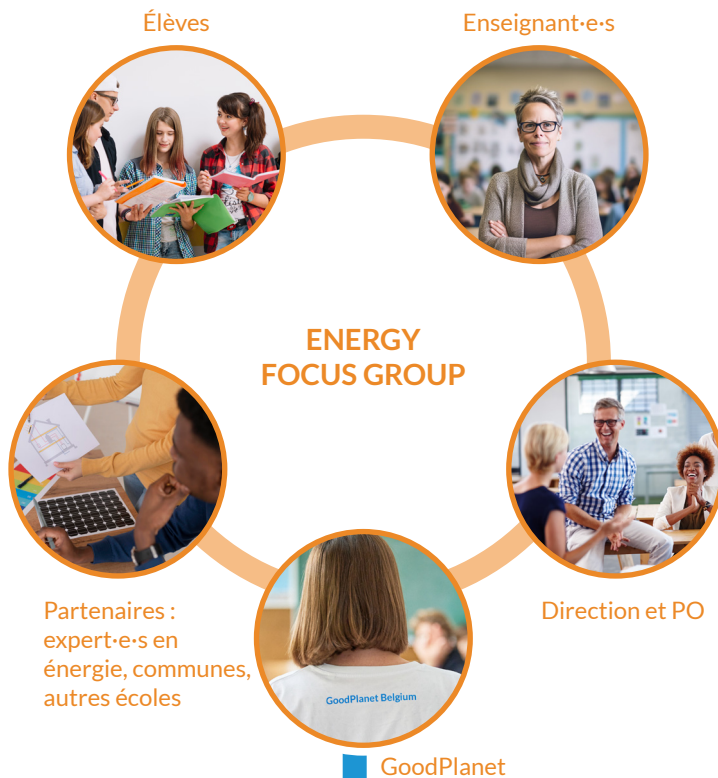 Élèves
Enseignant·e·s
ENERGY
FOCUS GROUP
Partenaires :
expert·e·s en
énergie, communes,
autres écoles
Direction et PO
GoodPlanet Belgium
GoodPlanet